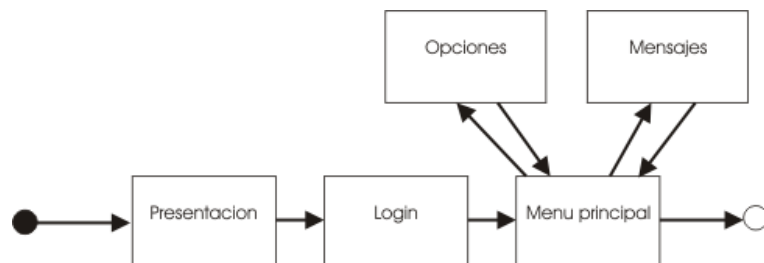 Opciones
Mensajes
Presentacion
Login
Menu principal